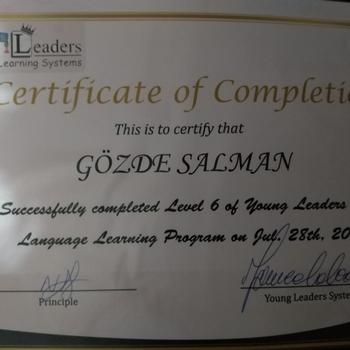 Leaders
Learning Systems
Certificate of Completi
This is to certify that
GÖZDE SALMAN
Successfully completed Level 6 of Young Leaders
Language Learning Program on Jul. 28th, 20
Principle
Young Leaders Syste